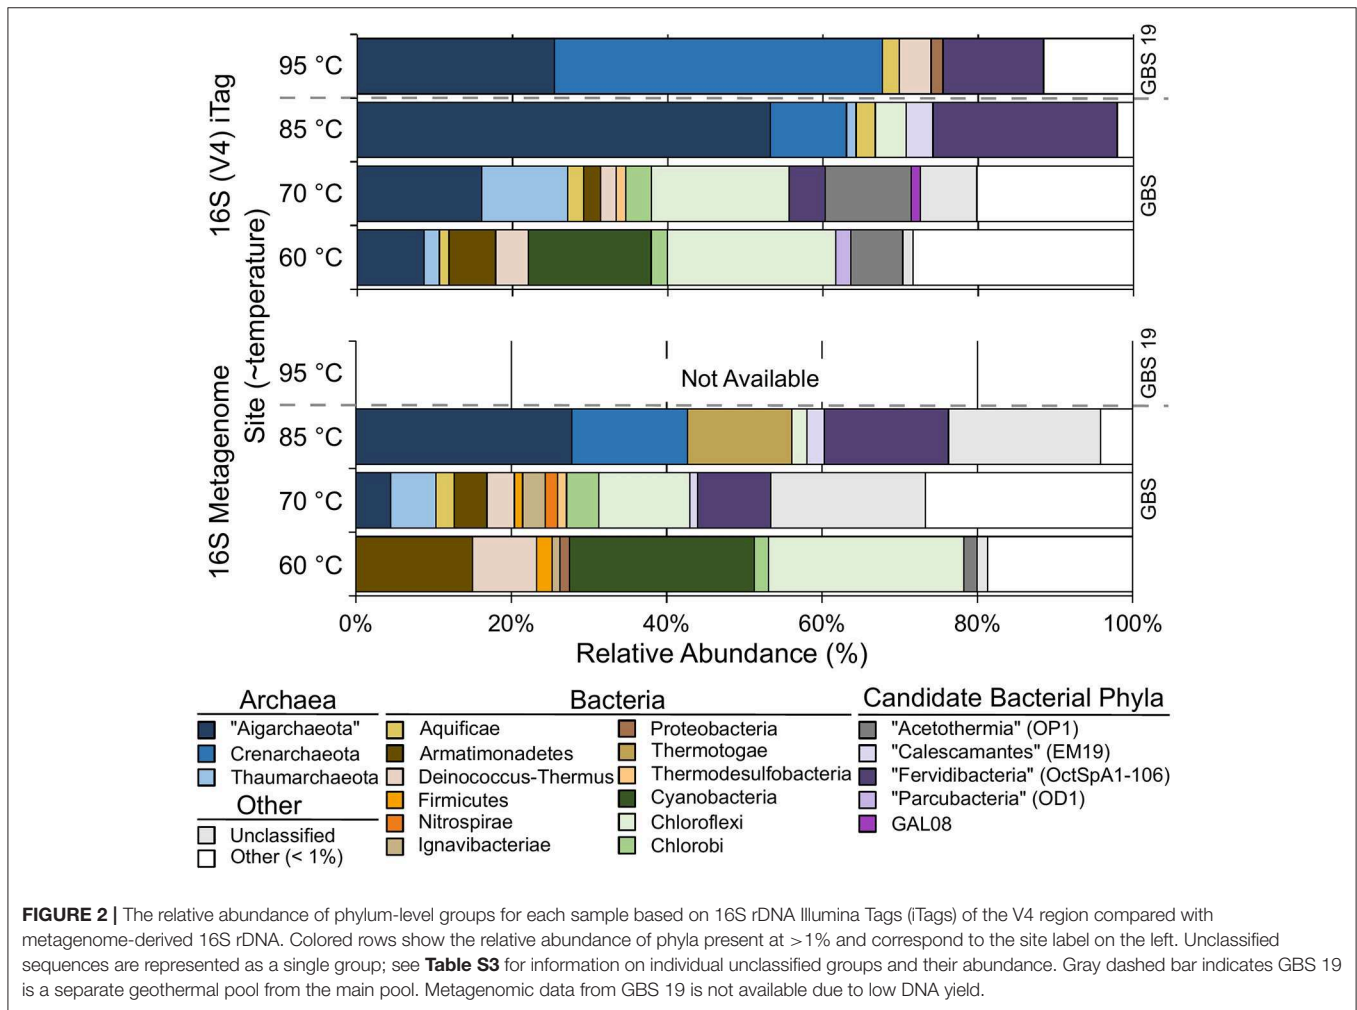 16S (V4) iTag
16S Metagenome
Site (~temperature)
95 °C
GBS 19
85 °C
70 °C
GBS
60 °C
95 °C
Not Available
GBS 19
85 °C
70 °C
GBS
60 °C
0% 20% 40% 60% 80% 100%
Relative Abundance (%)
Archaea
"Aigarchaeota"
Crenarchaeota
Thaumarchaeota
Other
Unclassified
Other (< 1%)
Bacteria
Aquificae
Armatimonadetes
Deinococcus-Thermus
Firmicutes
Nitrospirae
Ignavibacteriae
Proteobacteria
Thermotogae
Thermodesulfobacteria
Cyanobacteria
Chloroflexi
Chlorobi
Candidate Bacterial Phyla
"Acetothermia" (OP1)
"Calescamantes" (EM19)
"Fervidibacteria" (OctSpA1-106)
"Parcubacteria" (OD1)
GAL08
FIGURE 2 | The relative abundance of phylum-level groups for each sample based on 16S rDNA Illumina Tags (iTags) of the V4 region compared with
metagenome-derived 16S rDNA. Colored rows show the relative abundance of phyla present at >1% and correspond to the site label on the left. Unclassified
sequences are represented as a single group; see Table S3 for information on individual unclassified groups and their abundance. Gray dashed bar indicates GBS 19
is a separate geothermal pool from the main pool. Metagenomic data from GBS 19 is not available due to low DNA yield.